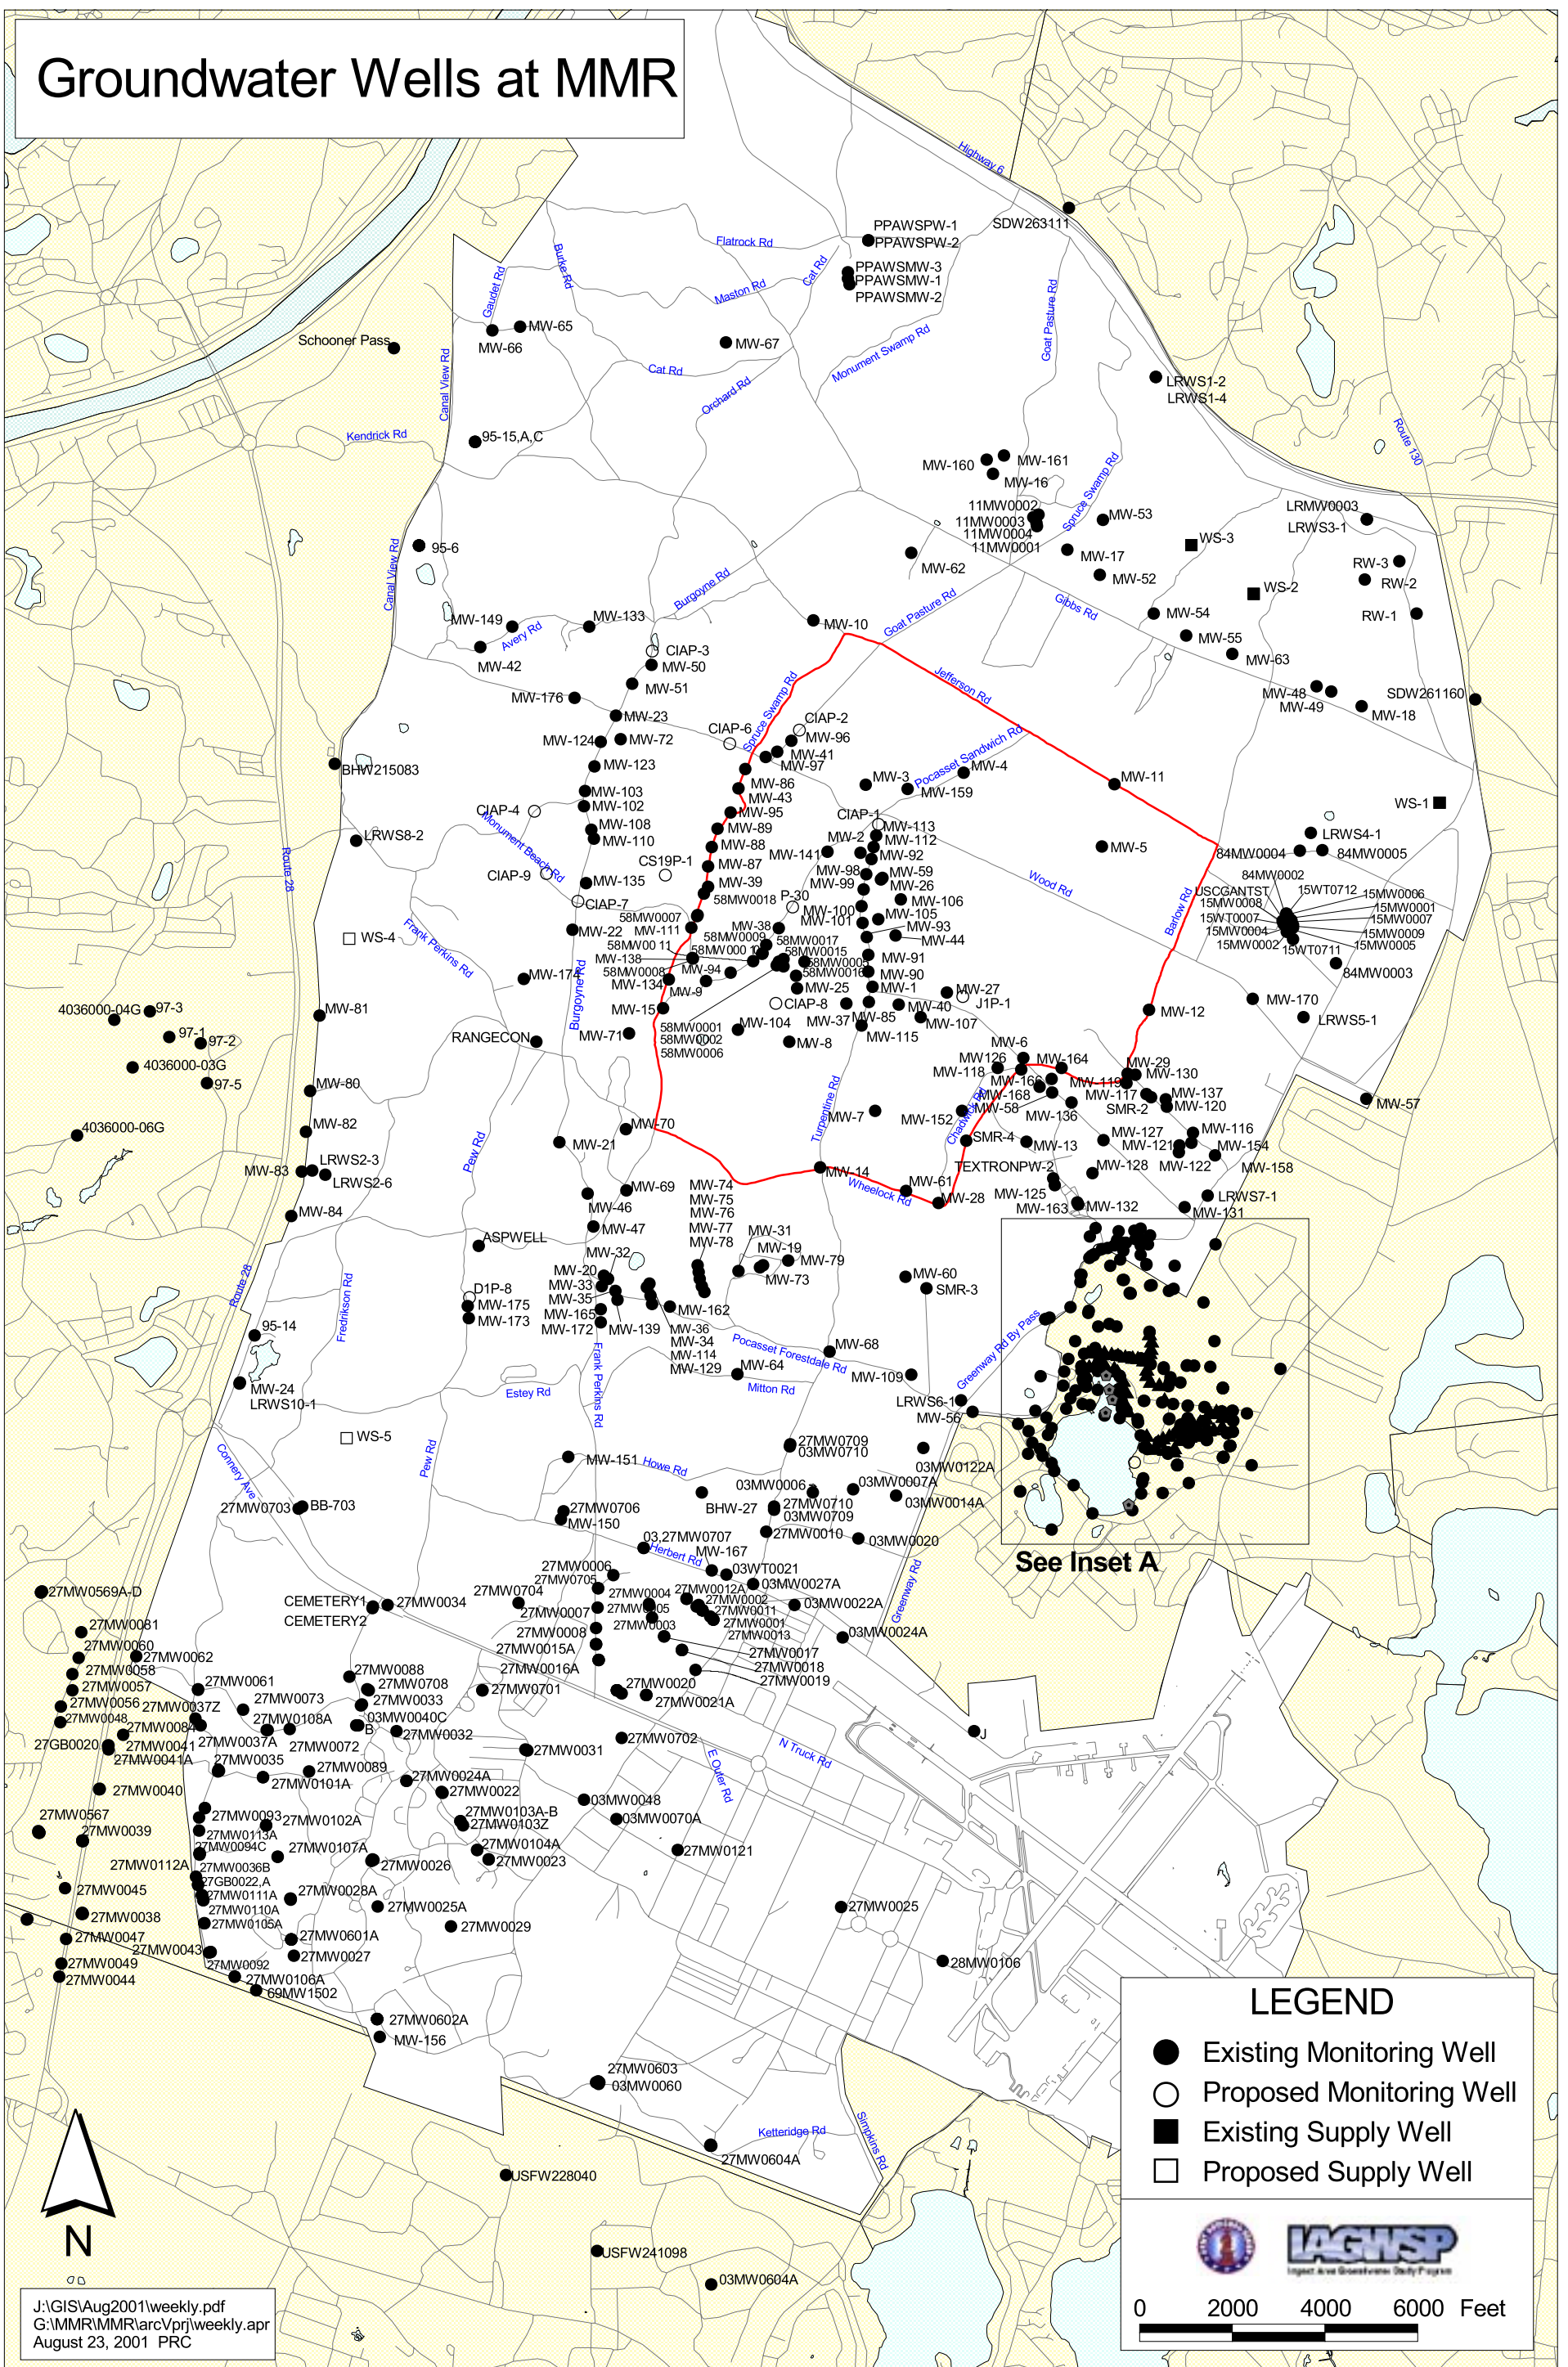 Groundwater Wells at MMR
Highway 6
SDW263111
PPAWSPW-1
PPAWSPW-2
Flatrock Rd
Burke Rd
Gaudet Rd
Cat Rd
PPAWSMW-3
PPAWSMW-1
PPAWSMW-2
Maston Rd
Goat Pasture Rd
Schooner Pass
MW-65
MW-66
MW-67
Monument Swamp Rd
Cat Rd
Canal View Rd
Orchard Rd
LRWS1-2
LRWS1-4
Route 130
Kendrick Rd
95-15,A,C
MW-161
MW-160
MW-16
Spruce Swamp Rd
11MW0002
11MW0003
11MW0004
11MW0001
MW-53
LRMW0003
LRWS3-1
WS-3
95-6
MW-62
MW-17
MW-52
RW-3
RW-2
Canal View Rd
Burgoyne Rd
Goat Pasture Rd
Gibbs Rd
WS-2
RW-1
MW-149
MW-133
MW-10
MW-54
Avery Rd
MW-55
MW-42
CIAP-3
MW-50
MW-63
MW-51
Jefferson Rd
MW-176
MW-48
MW-49
SDW261160
MW-18
MW-23
Spruce Swamp Rd
CIAP-6
CIAP-2
MW-124
MW-72
MW-96
MW-41
MW-97
Pocasset Sandwich Rd
BHW215083
MW-123
MW-4
MW-3
MW-11
MW-86
MW-159
MW-43
MW-103
MW-102
CIAP-4
MW-95
CIAP-1
WS-1
Monument Beach Rd
MW-108
MW-89
MW-113
LRWS8-2
MW-110
MW-88
MW-2
MW-112
LRWS4-1
MW-141
MW-92
MW-5
84MW0004
84MW0005
CS19P-1
MW-87
MW-98
MW-59
CIAP-9
MW-135
MW-39
MW-99
MW-26
Wood Rd
84MW0002
USCGANTST
15WT0712
15MW0006
58MW0018
P-30
MW-106
15MW0008
15MW0001
CIAP-7
MW-100
MW-105
15WT0007
15MW0007
58MW0007
MW-101
Barlow Rd
MW-22
MW-111
MW-38
MW-93
15MW0004
15MW0009
58MW0009
58MW0017
MW-44
15MW0002
15WT0711
15MW0005
Frank Perkins Rd
WS-4
58MW00 11
58MW0015
MW-138
MW-91
58MW0005
84MW0003
58MW0008
MW-94
58MW0016
MW-90
MW-174
MW-134
MW-9
MW-25
MW-1
MW-27
J1P-1
MW-170
4036000-04G
97-3
MW-81
MW-15
CIAP-8
MW-37
MW-40
MW-85
MW-12
LRWS5-1
Burgoyne Rd
97-1
97-2
RANGECON
MW-71
58MW0001
58MW0002
58MW0006
MW-104
MW-8
MW-107
MW-115
4036000-03G
MW-6
MW126
MW-164
MW-118
MW-29
MW-130
97-5
MW-80
MW-166
MW-119
MW-137
MW-168
MW-117
SMR-2
MW-120
MW-57
Turpentine Rd
MW-7
MW-152
MW-58
MW-136
Chadwick Rd
4036000-06G
MW-82
MW-70
MW-21
SMR-4
MW-13
MW-127
MW-116
MW-121
MW-154
MW-122
MW-158
Pew Rd
MW-83
LRWS2-3
LRWS2-6
MW-14
TEXTRONPW-2
MW-128
MW-69
MW-74
MW-75
MW-76
MW-77
MW-78
Wheelock Rd
MW-61
MW-28
MW-125
MW-163
MW-132
LRWS7-1
MW-131
MW-46
MW-84
MW-47
ASPWELL
MW-32
MW-31
MW-19
MW-79
MW-20
MW-73
MW-33
MW-60
SMR-3
Route 28
Route 28
Fredrikson Rd
D1P-8
MW-175
MW-173
MW-35
MW-165
MW-172
MW-139
MW-162
MW-36
MW-34
MW-114
MW-129
95-14
MW-68
Pocasset Forestdale Rd
MW-64
MW-109
Greenway Rd By Pass
Frank Perkins Rd
Mitton Rd
Estey Rd
MW-24
LRWS10-1
LRWS6-1
MW-56
WS-5
27MW0709
03MW0710
MW-151
Howe Rd
03MW0122A
Connery Ave
Pew Rd
03MW0006
03MW0007A
03MW0014A
BHW-27
27MW0710
03MW0709
27MW0703
BB-703
27MW0706
MW-150
27MW0010
03MW0020
See Inset A
03,27MW0707
Herbert Rd
MW-167
27MW0006
27MW0705
03WT0021
03MW0027A
27MW0569A-D
27MW0704
27MW0004
27MW0012A
27MW0002
CEMETERY1
CEMETERY2
27MW0034
27MW0007
27MW0011
03MW0022A
27MW0003
27MW0001
27MW0013
Greenway Rd
27MW0008
03MW0024A
27MW0081
27MW0015A
27MW0060
27MW0062
27MW0017
27MW0016A
27MW0018
27MW0058
27MW0088
27MW0019
27MW0057
27MW0061
27MW0708
27MW0701
27MW0020
27MW0021A
27MW0056
27MW0037Z
27MW0073
27MW0033
27MW0048
27MW0084
27MW0108A
03MW0040C
B
27MW0032
27MW0702
J
27GB0020
27MW0041
27MW0037A
27MW0072
27MW0041A
27MW0035
27MW0031
N Truck Rd
E Outer Rd
27MW0089
27MW0101A
27MW0024A
27MW0040
27MW0022
03MW0048
27MW0567
27MW0093
27MW0102A
27MW0103A-B
27MW0103Z
03MW0070A
27MW0039
27MW0113A
27MW0094C
27MW0107A
27MW0104A
27MW0121
27MW0112A
27MW0036B
27MW0026
27MW0023
27GB0022,A
27MW0045
27MW0111A
27MW0028A
27MW0110A
27MW0025A
27MW0025
27MW0038
27MW0105A
27MW0029
27MW0047
27MW0043
27MW0601A
27MW0027
27MW0049
27MW0092
28MW0106
27MW0044
27MW0106A
69MW1502
27MW0602A
MW-156
27MW0603
03MW0060
Simpkins Rd
Ketteridge Rd
27MW0604A
USFW228040
USFW241098
03MW0604A
N
LEGEND
Existing Monitoring Well
Proposed Monitoring Well
Existing Supply Well
Proposed Supply Well
IAGWSP
Impact Area Groundwater Study Program
0 2000 4000 6000 Feet
J:\GIS\Aug2001\weekly.pdf
G:\MMR\MMR\arcVprj\weekly.apr
August 23, 2001 PRC